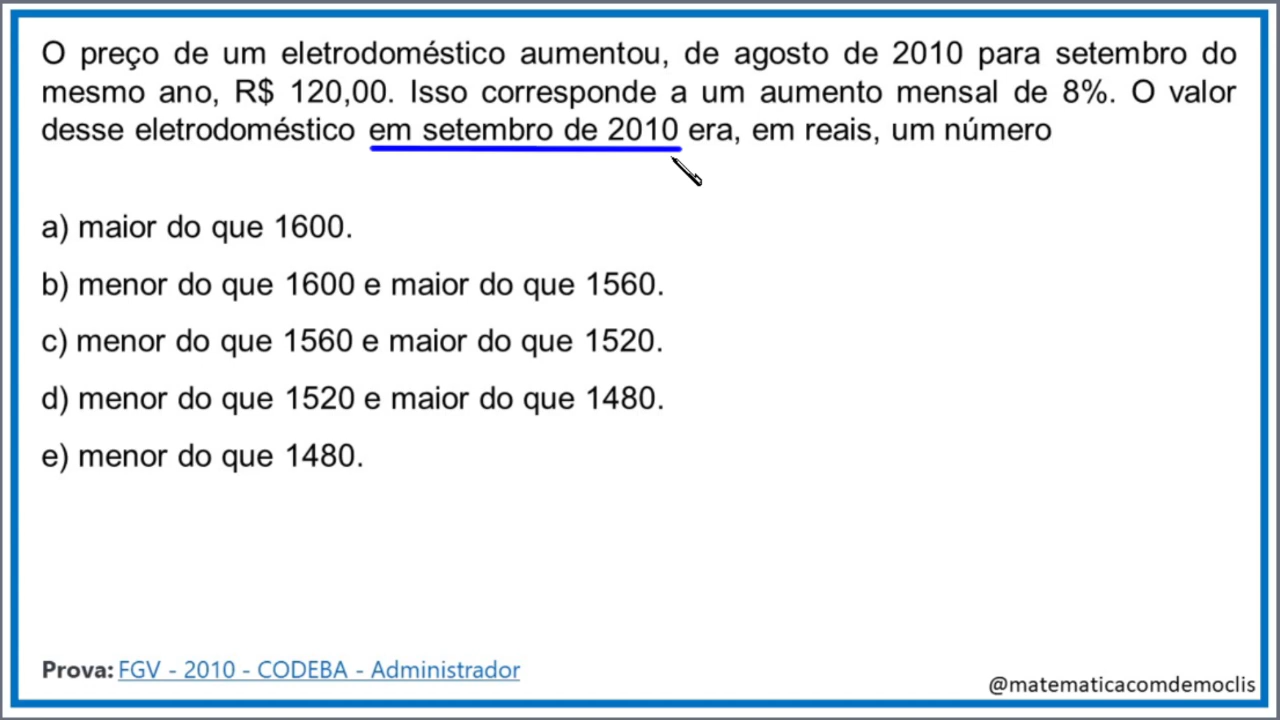 O preço de um eletrodoméstico aumentou, de agosto de 2010 para setembro do
mesmo ano, R$ 120,00. Isso corresponde a um aumento mensal de 8%. O valor
desse eletrodoméstico em setembro de 2010 era, em reais, um número
a) maior do que 1600.
b) menor do que 1600 e maior do que 1560.
c) menor do que 1560 e maior do que 1520.
d) menor do que 1520 e maior do que 1480.
e) menor do que 1480.
Prova: FGV - 2010 - CODEBA - Administrador
@matematicacomdemoclis